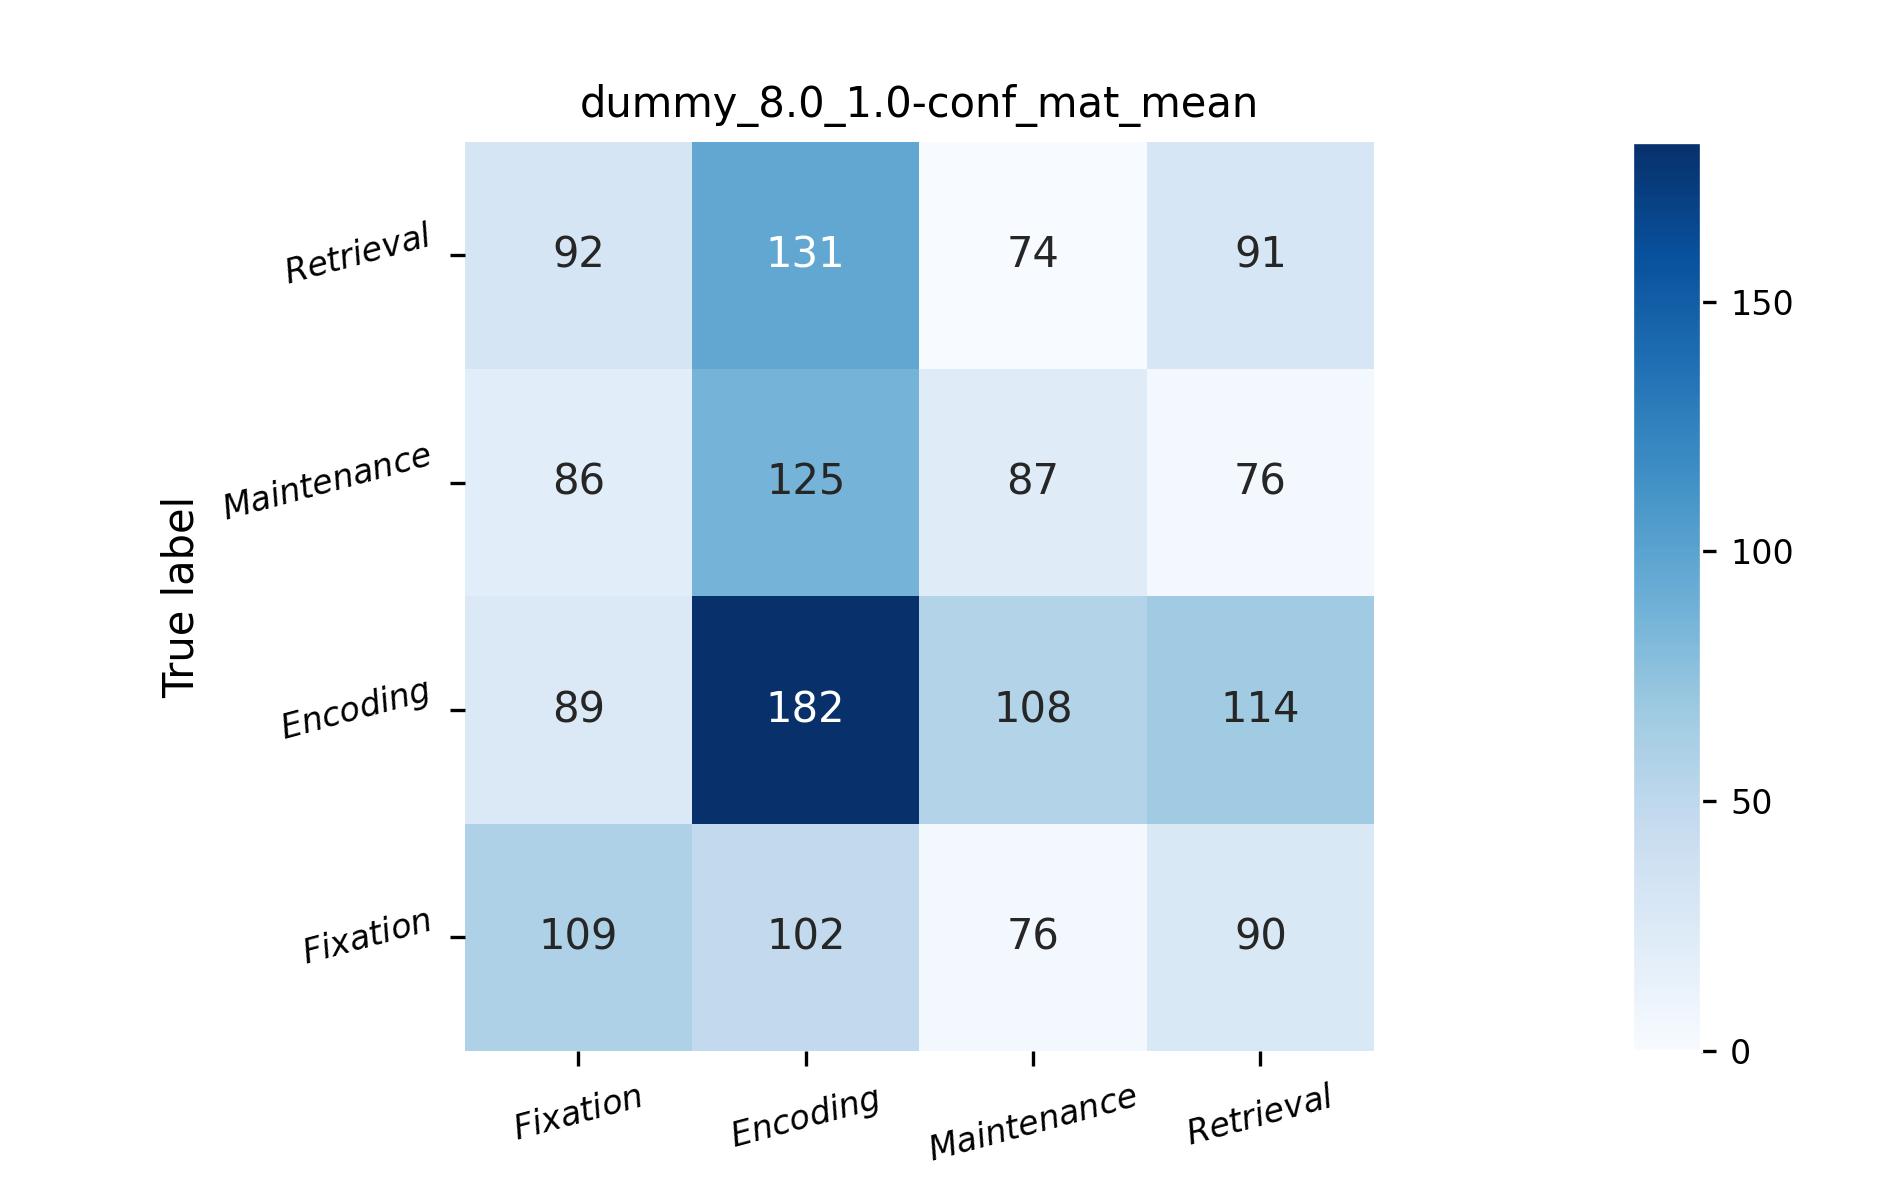 dummy_8.0_1.0-conf_mat_mean
True label
Retrieval 92 131 74 91
Maintenance 86 125 87 76
Encoding 89 182 108 114
Fixation 109 102 76 90
Fixation Encoding Maintenance Retrieval
150
100
50
0